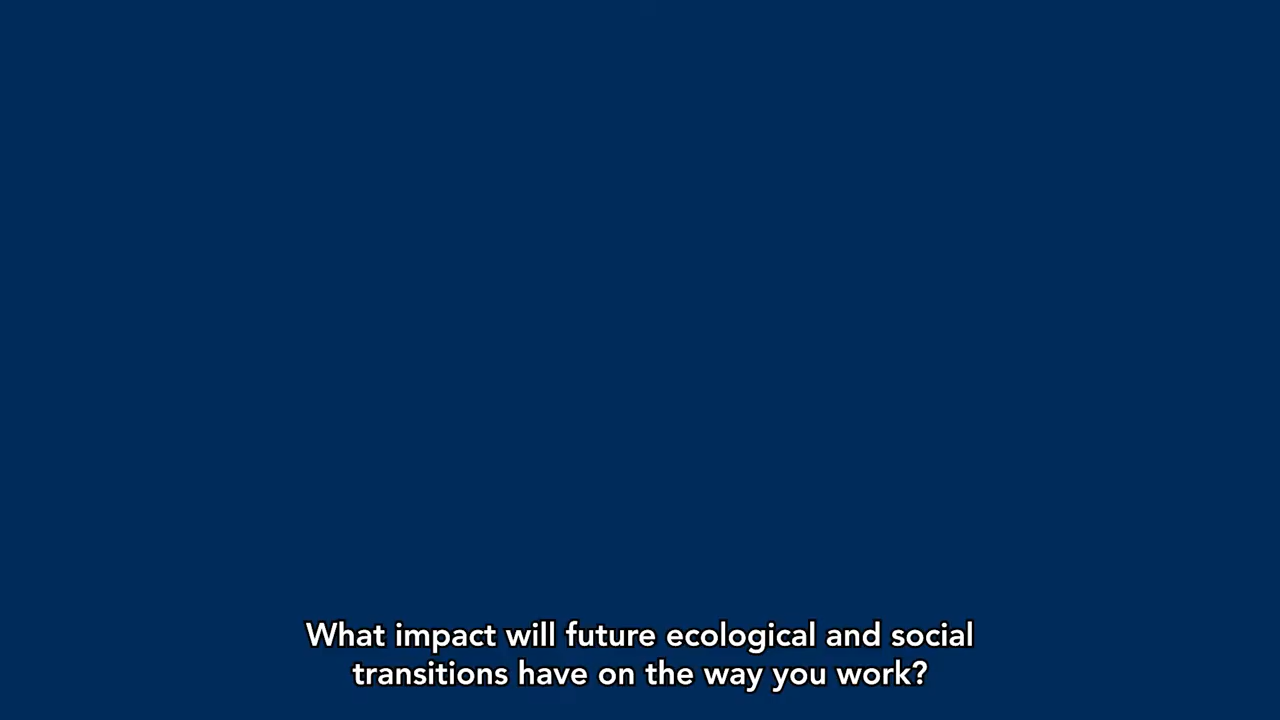 What impact will future ecological and social
transitions have on the way you work?